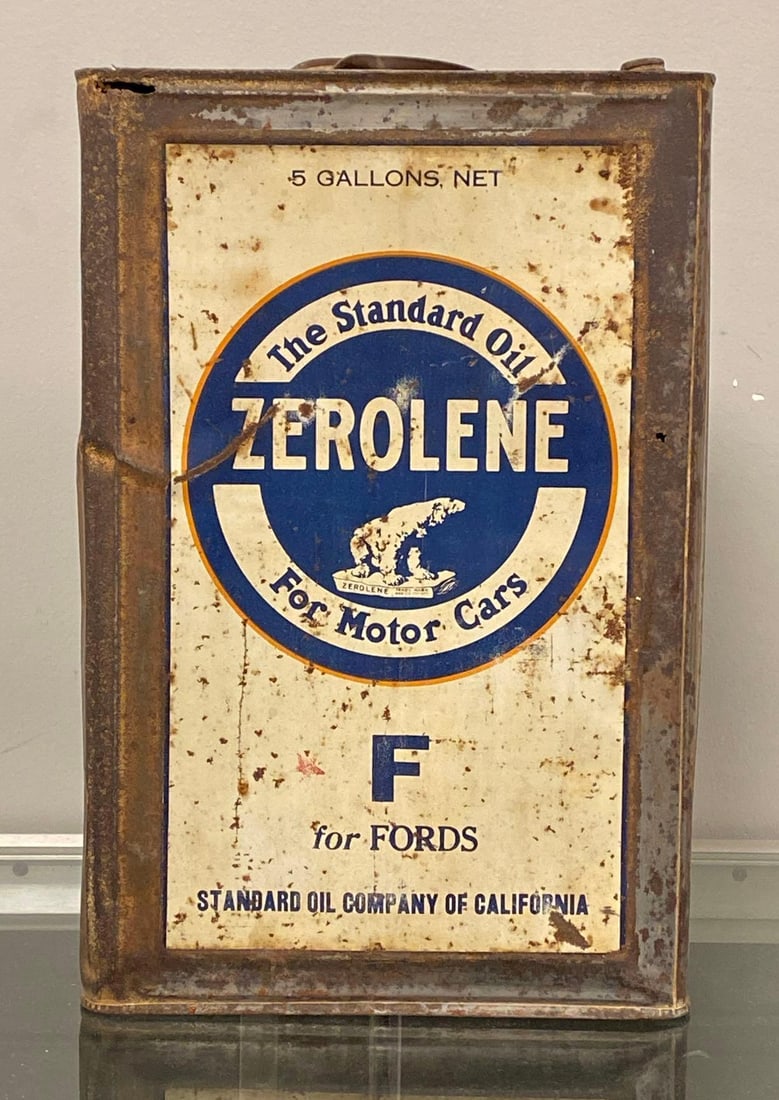 5 GALLONS, NET
The Standard Oil
ZEROLENE
ZEROLENE
For Motor Cars
F
for FORDS
STANDARD OIL COMPANY OF CALIFORNIA